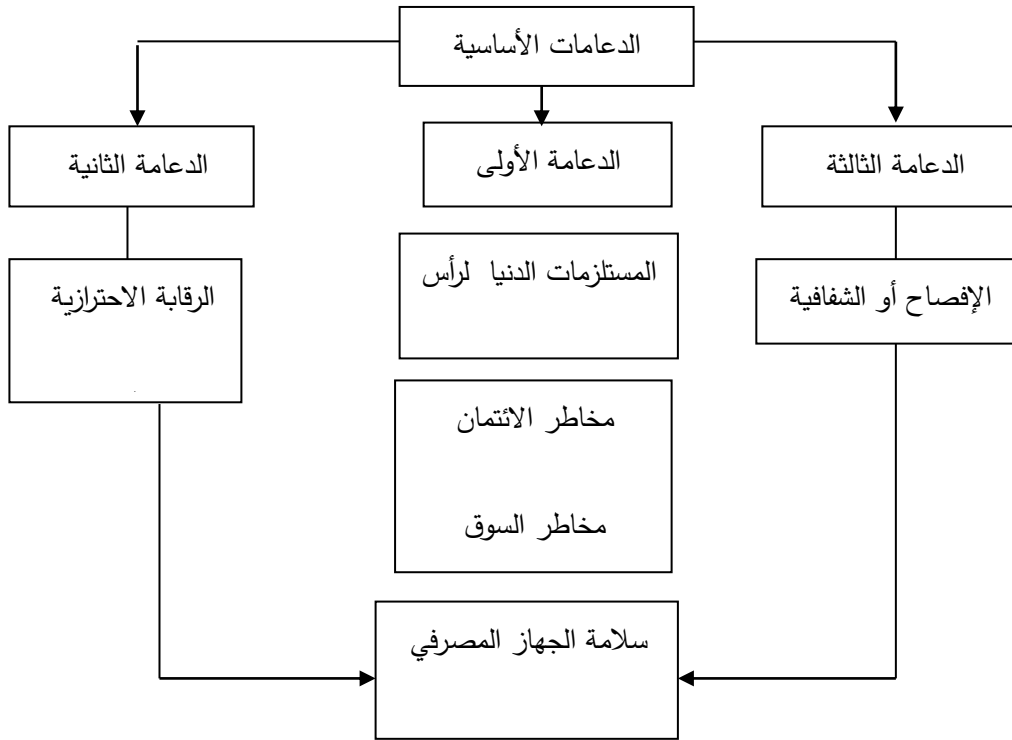 الدعامات الأساسية
الدعامة الثالثة
الدعامة الأولى
الدعامة الثانية
الإفصاح أو الشفافية
المستلزمات الدنيا لرأس
الرقابة الاحترازية
مخاطر الائتمان
مخاطر السوق
سلامة الجهاز المصرفي